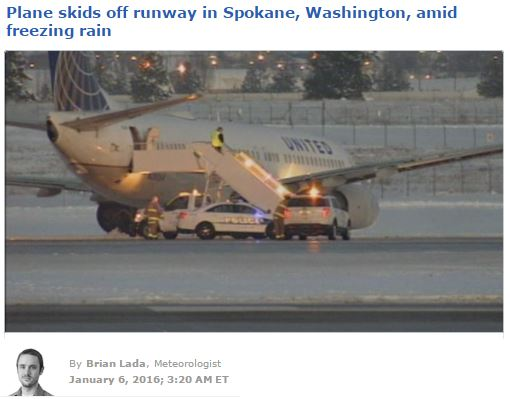 Plane skids off runway in Spokane, Washington, amid
freezing rain
UNITED
POLICE
By Brian Lada, Meteorologist
January 6, 2016; 3:20 AM ET